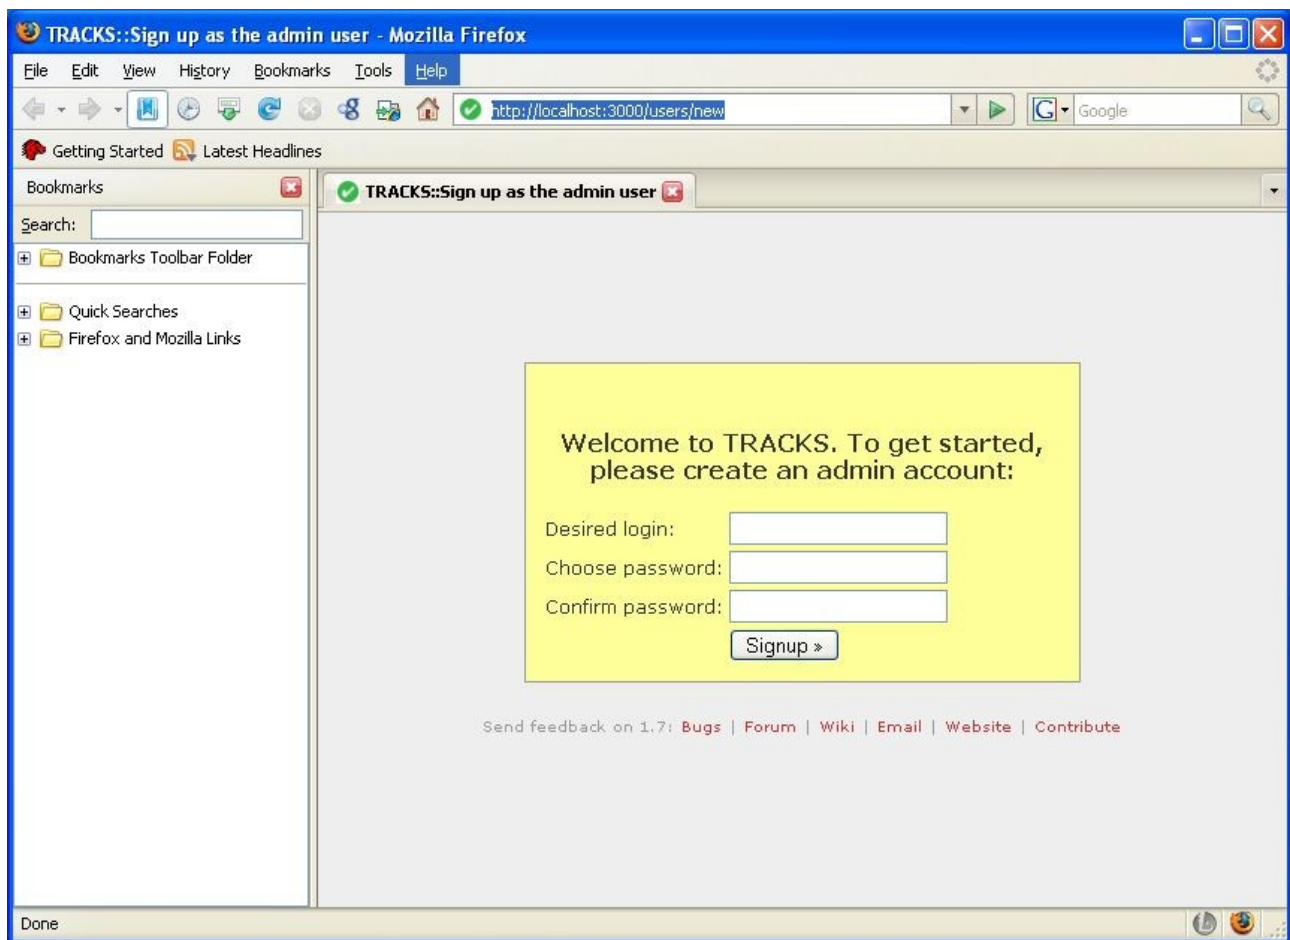 TRACKS::Sign up as the admin user - Mozilla Firefox
File Edit View History Bookmarks Tools Help
http://localhost:3000/users/new G Google
Getting Started Latest Headlines
Bookmarks
TRACKS::Sign up as the admin user
Search:
Bookmarks Toolbar Folder
Quick Searches
Firefox and Mozilla Links
Welcome to TRACKS. To get started,
please create an admin account:
Desired login:
Choose password:
Confirm password:
Signup »
Send feedback on 1.7: Bugs | Forum | Wiki | Email | Website | Contribute
Done